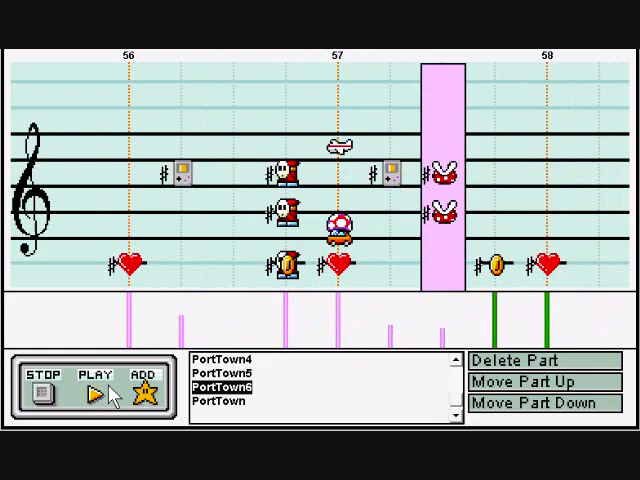 56 57 58
STOP PLAY ADD
PortTown4
PortTown5
PortTown6
PortTown
Delete Part
Move Part Up
Move Part Down